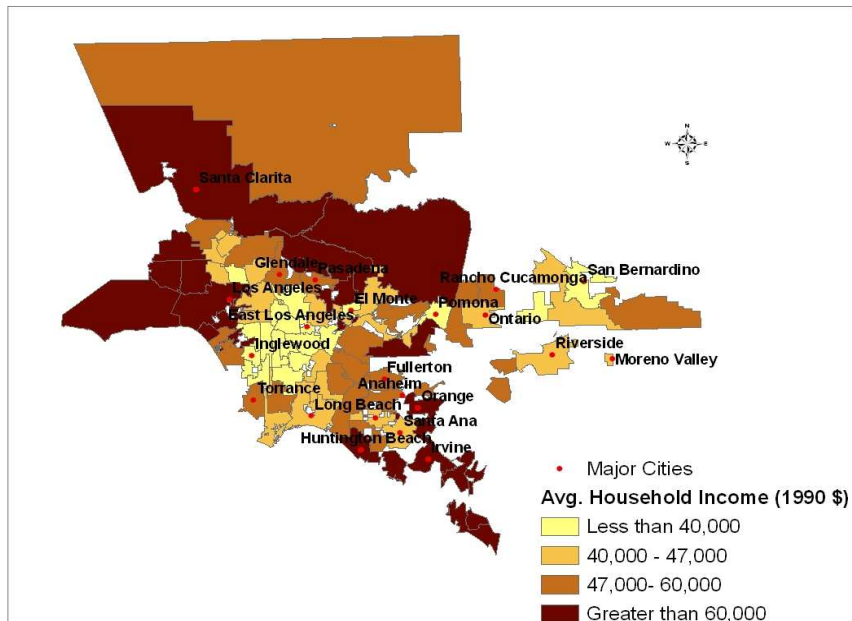 N
W E
S
Santa Clarita
Glendale
Pasadena
Los Angeles
El Monte
East Los Angeles
Inglewood
Torrance
Long Beach
Huntington Beach
Fullerton
Anaheim
Orange
Santa Ana
Irvine
Pomona
Rancho Cucamonga
Ontario
San Bernardino
Riverside
Moreno Valley
Major Cities
Avg. Household Income (1990 $)
Less than 40,000
40,000 - 47,000
47,000- 60,000
Greater than 60,000